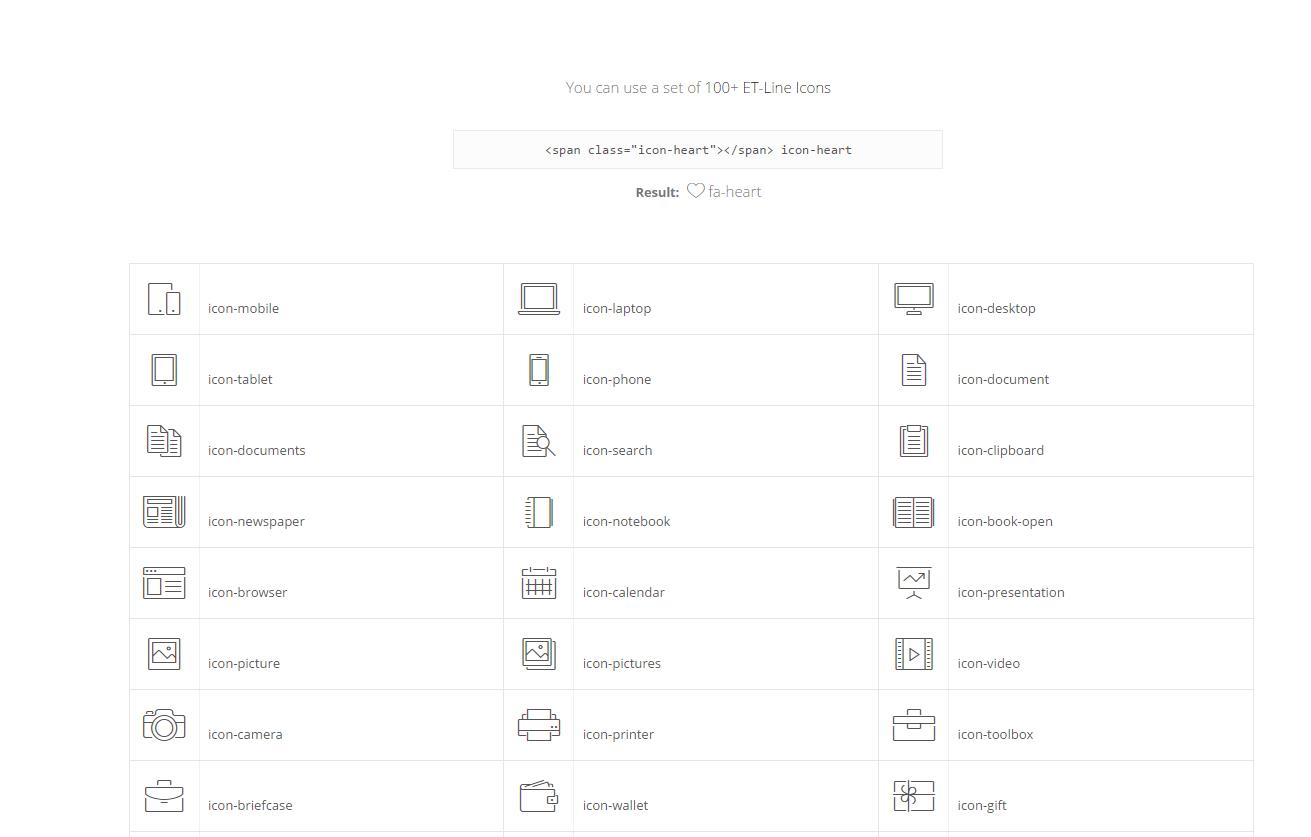 You can use a set of 100+ ET-Line Icons
<span class="icon-heart"></span> icon-heart
Result: fa-heart
icon-mobile icon-laptop icon-desktop
icon-tablet icon-phone icon-document
icon-documents icon-search icon-clipboard
icon-newspaper icon-notebook icon-book-open
icon-browser icon-calendar icon-presentation
icon-picture icon-pictures icon-video
icon-camera icon-printer icon-toolbox
icon-briefcase icon-wallet icon-gift